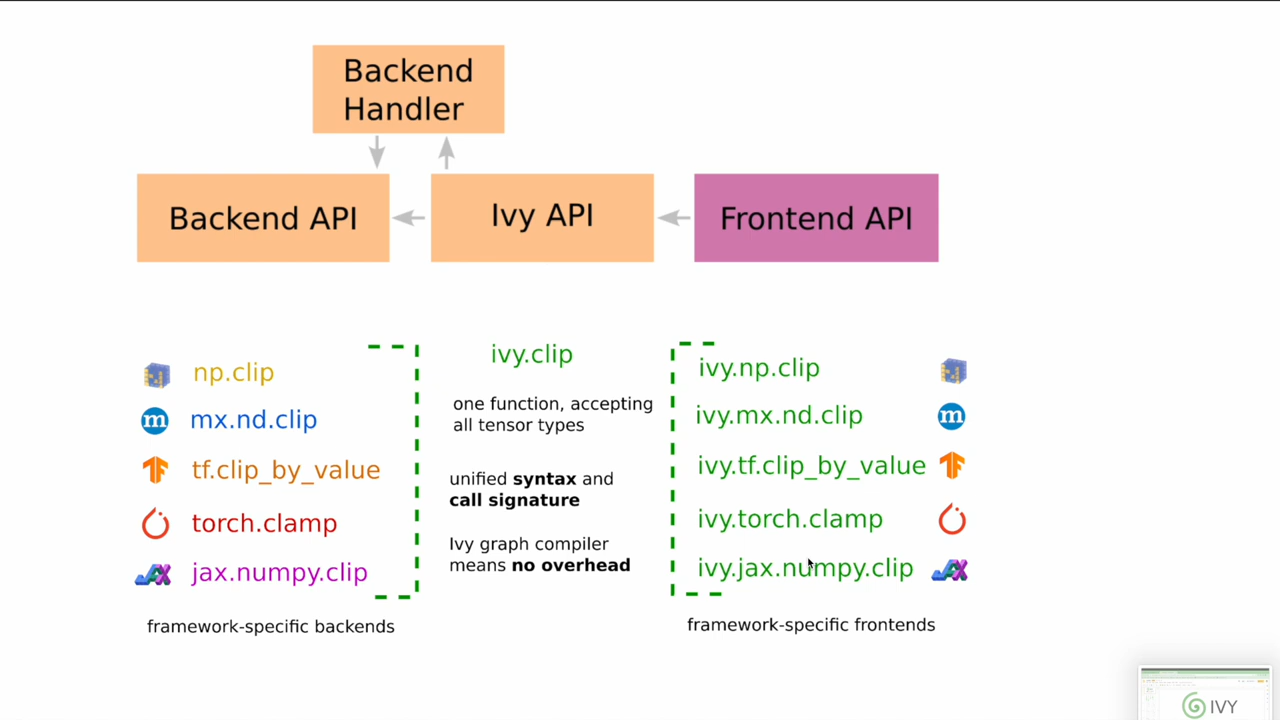 Backend
Handler
Backend API
Ivy API
Frontend API
np.clip
mx.nd.clip
tf.clip_by_value
torch.clamp
jax.numpy.clip
framework-specific backends
ivy.clip
one function, accepting
all tensor types
unified syntax and
call signature
Ivy graph compiler
means no overhead
ivy.np.clip
ivy.mx.nd.clip
ivy.tf.clip_by_value
ivy.torch.clamp
ivy.jax.numpy.clip
framework-specific frontends
m
m
IVY